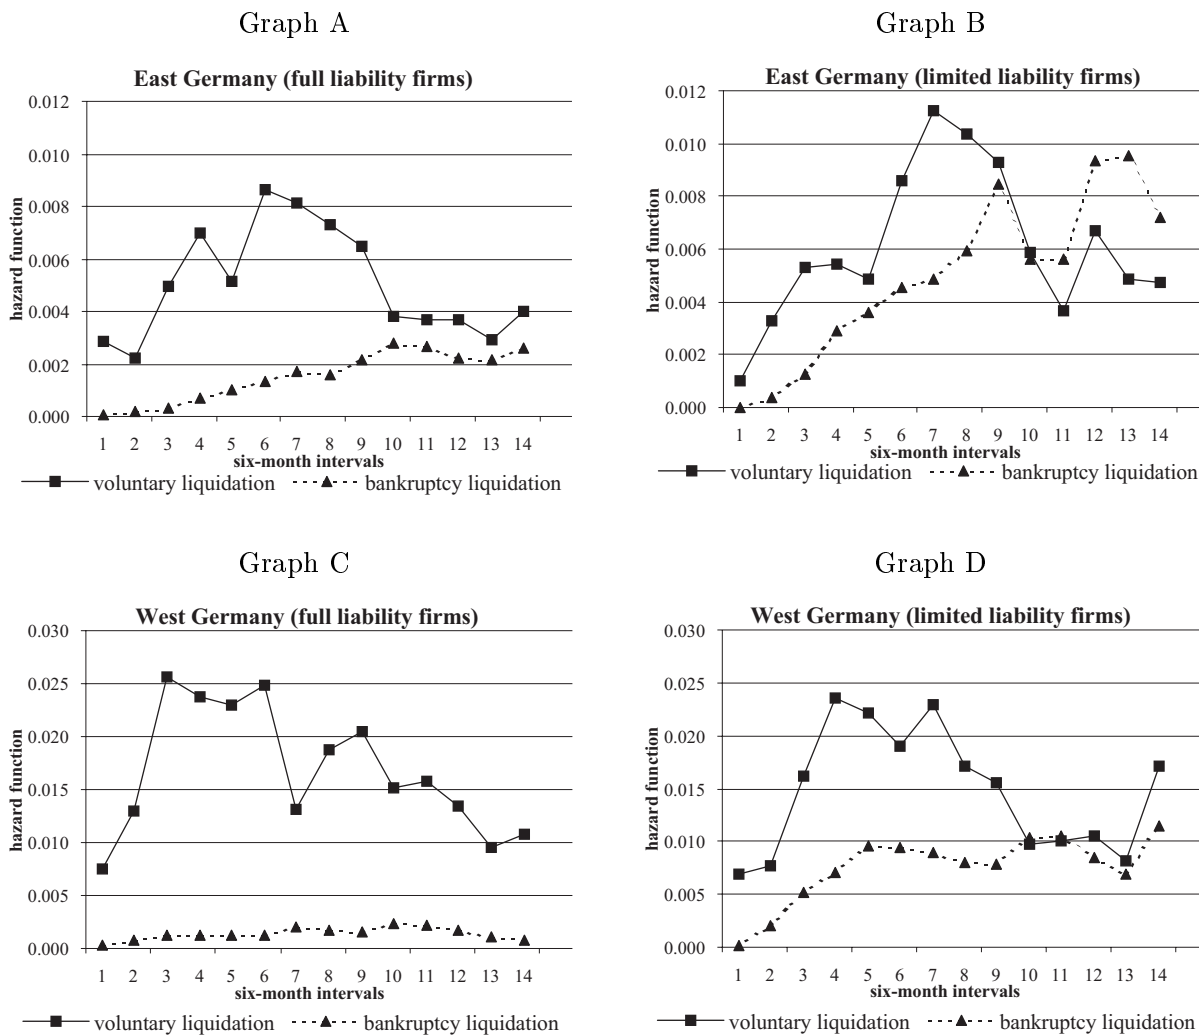 Graph A
East Germany (full liability firms)
0.012
0.010
0.008
0.006
0.004
0.002
0.000
hazard function
1 2 3 4 5 6 7 8 9 10 11 12 13 14
six-month intervals
voluntary liquidation bankruptcy liquidation
Graph B
East Germany (limited liability firms)
0.012
0.010
0.008
0.006
0.004
0.002
0.000
hazard function
1 2 3 4 5 6 7 8 9 10 11 12 13 14
six-month intervals
voluntary liquidation bankruptcy liquidation
Graph C
West Germany (full liability firms)
0.030
0.025
0.020
0.015
0.010
0.005
0.000
hazard function
1 2 3 4 5 6 7 8 9 10 11 12 13 14
six-month intervals
voluntary liquidation bankruptcy liquidation
Graph D
West Germany (limited liability firms)
0.030
0.025
0.020
0.015
0.010
0.005
0.000
hazard function
1 2 3 4 5 6 7 8 9 10 11 12 13 14
six-month intervals
voluntary liquidation bankruptcy liquidation